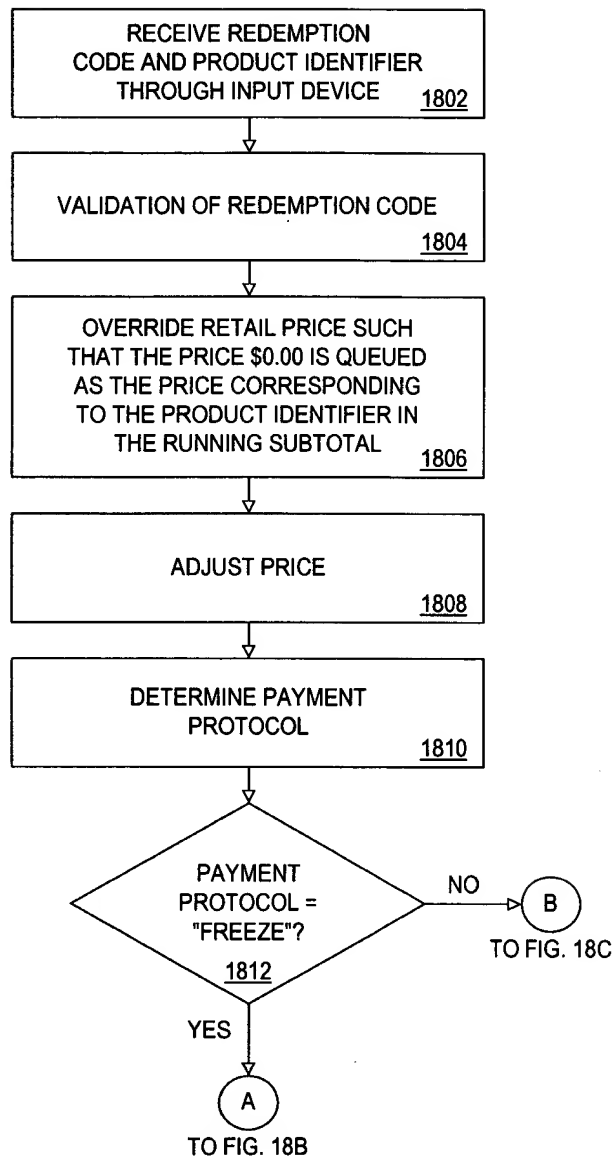 RECEIVE REDEMPTION
CODE AND PRODUCT IDENTIFIER
THROUGH INPUT DEVICE
1802
VALIDATION OF REDEMPTION CODE
1804
OVERRIDE RETAIL PRICE SUCH
THAT THE PRICE $0.00 IS QUEUED
AS THE PRICE CORRESPONDING
TO THE PRODUCT IDENTIFIER IN
THE RUNNING SUBTOTAL
1806
ADJUST PRICE
1808
DETERMINE PAYMENT
PROTOCOL
1810
PAYMENT
PROTOCOL =
"FREEZE"?
1812
NO
B
TO FIG. 18C
YES
A
TO FIG. 18B